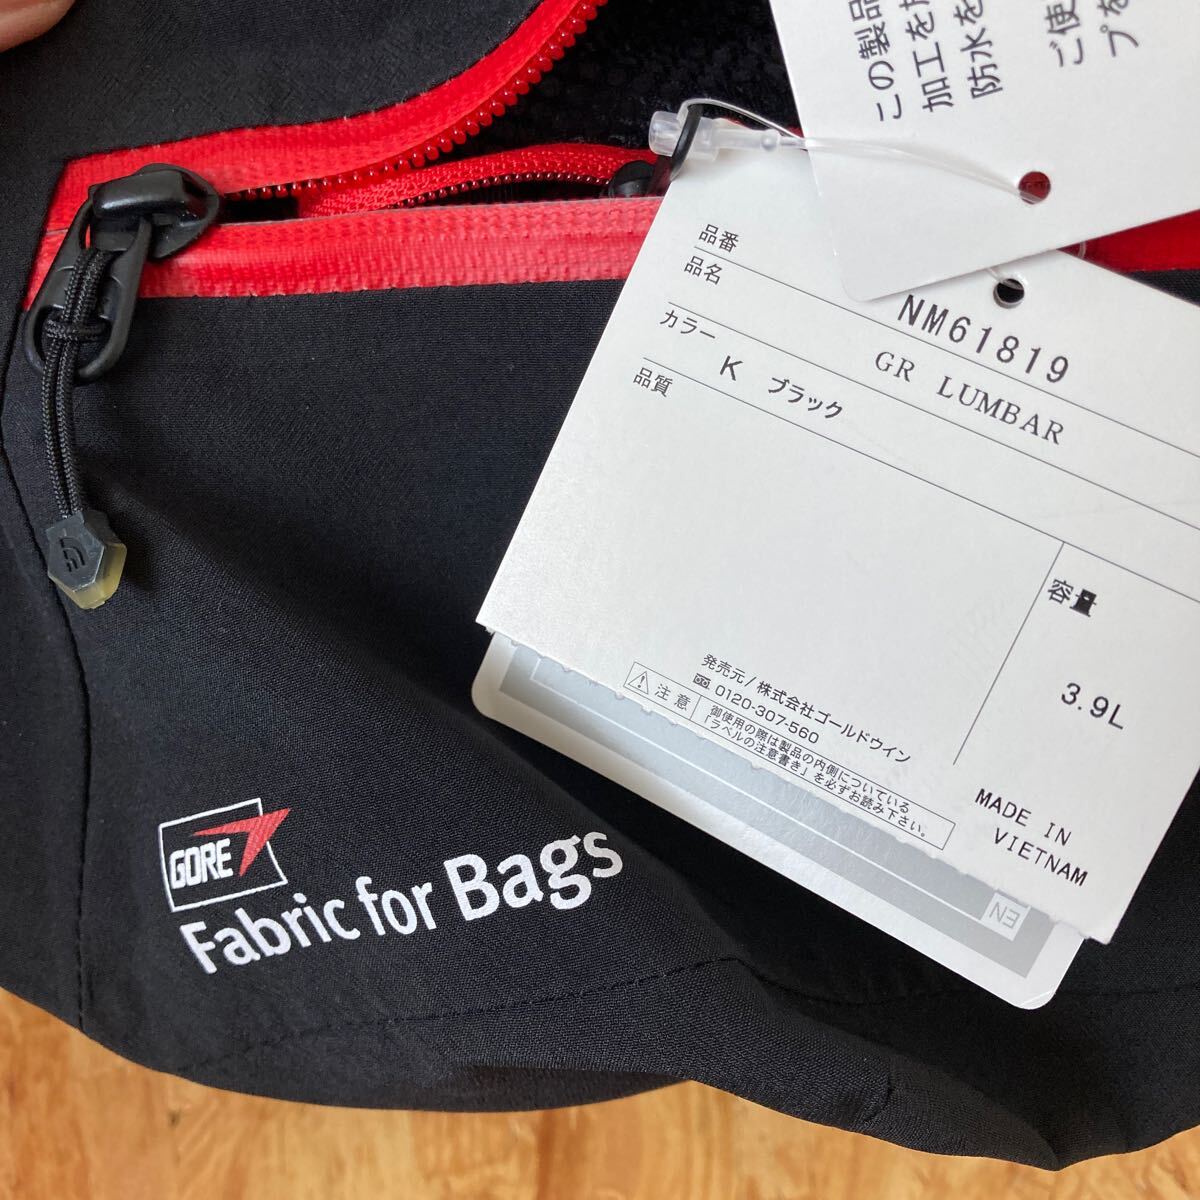 この製品
加工を
防水を
ご使
プを
品番 NM61819
品名 GR LUMBAR
カラー K ブラック
品質
容量
3.9L
発売元/株式会社ゴールドウイン
0120-307-560
注意
御使用の際は製品の内側についている
「ラベルの注意書き」を必ずお読み下さい。
MADE IN
VIETNAM
EN
GORE
Fabric for Bags